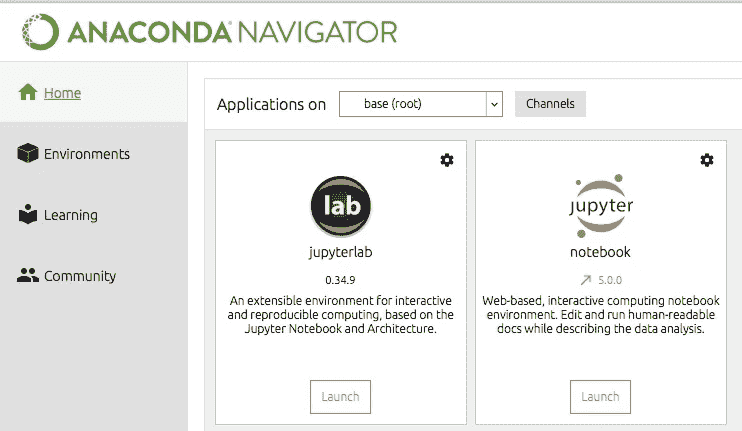 ANACONDA NAVIGATOR
Home
Applications on
base (root)
Channels
Environments
Learning
Community
lab
jupyterlab
0.34.9
An extensible environment for interactive
and reproducible computing, based on the
Jupyter Notebook and Architecture.
Launch
jupyter
notebook
5.0.0
Web-based, interactive computing notebook
environment. Edit and run human-readable
docs while describing the data analysis.
Launch